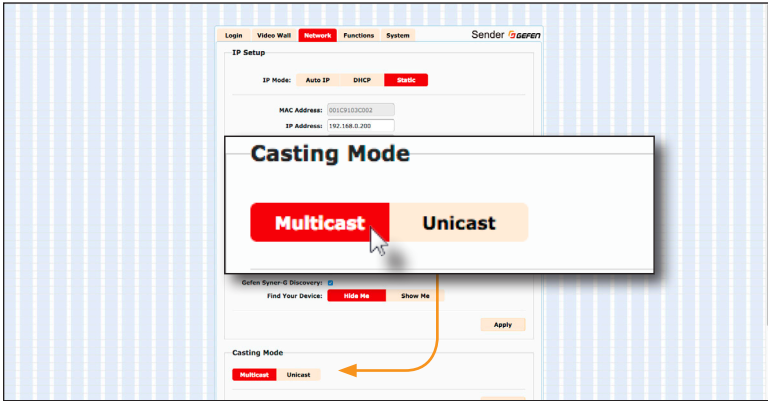 Login Video Wall Network Functions System Sender GEFEN
IP Setup
IP Mode: Auto IP DHCP Static
MAC Address: 001C9103C002
IP Address: 192.168.0.200
Casting Mode
Multicast Unicast
Gefen Syner-G Discovery:
Find Your Device: Hide Me Show Me
Apply
Casting Mode
Multicast Unicast